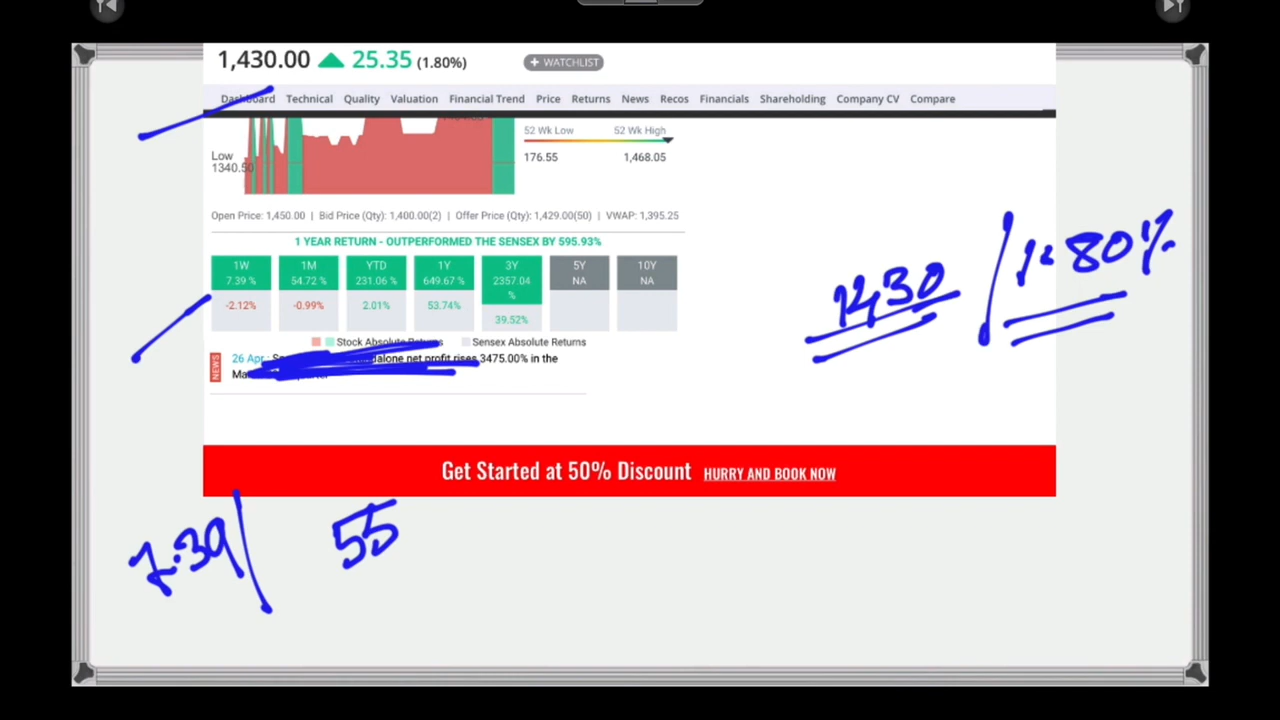 1,430.00 ▲ 25.35 (1.80%) + WATCHLIST
Dashboard Technical Quality Valuation Financial Trend Price Returns News Recos Financials Shareholding Company CV Compare
52 Wk Low 52 Wk High
176.55 1,468.05
Low
1340.50
Open Price: 1,450.00 | Bid Price (Qty): 1,400.00(2) | Offer Price (Qty): 1,429.00(50) | VWAP: 1,395.25
1 YEAR RETURN - OUTPERFORMED THE SENSEX BY 595.93%
1W 1M YTD 1Y 3Y 5Y 10Y
7.39 % 54.72 % 231.06 % 649.67 % 2357.04 % NA NA
-2.12% -0.99% 2.01% 53.74% 39.52%
Stock Absolute Returns Sensex Absolute Returns
NEWS
26 Apr : net profit rises 3475.00% in the
1430 / 1.80%
Get Started at 50% Discount HURRY AND BOOK NOW
7.39 / 55